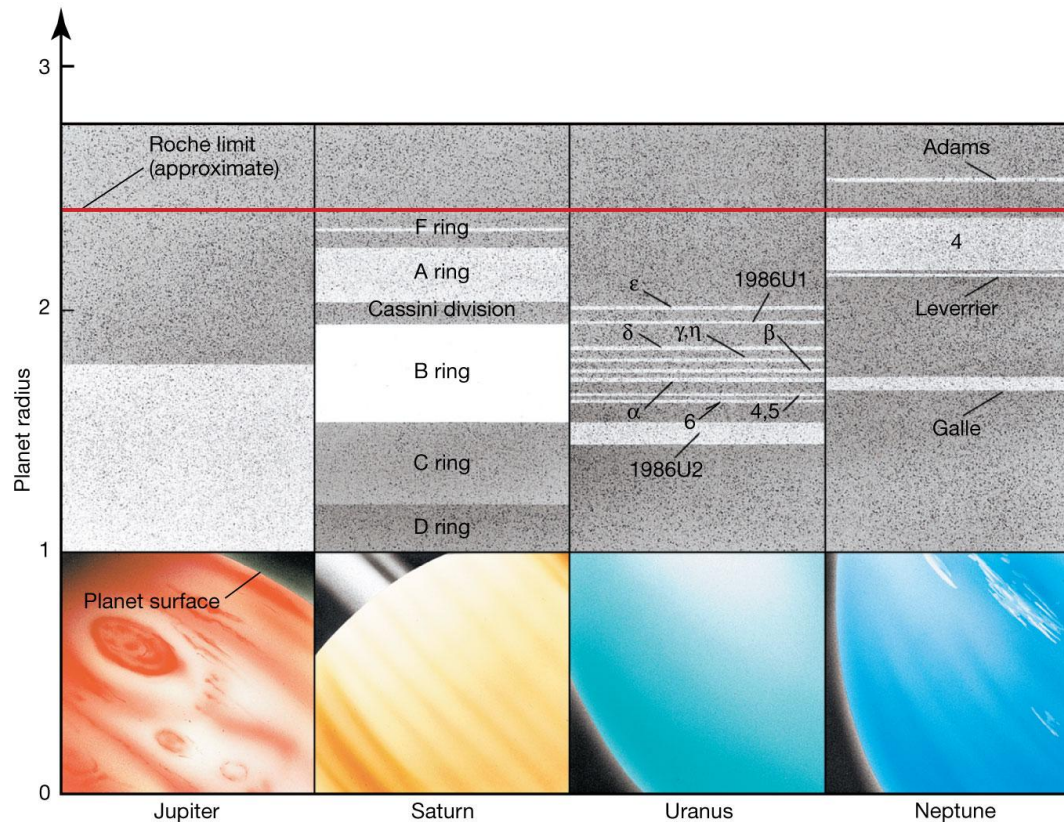 3
Roche limit
(approximate)
Adams
F ring
4
A ring
1986U1
ε
2
Cassini division
Leverrier
δ
γ,η
β
B ring
α
6
4,5
Galle
Planet radius
C ring
1986U2
D ring
1
Planet surface
0
Jupiter
Saturn
Uranus
Neptune